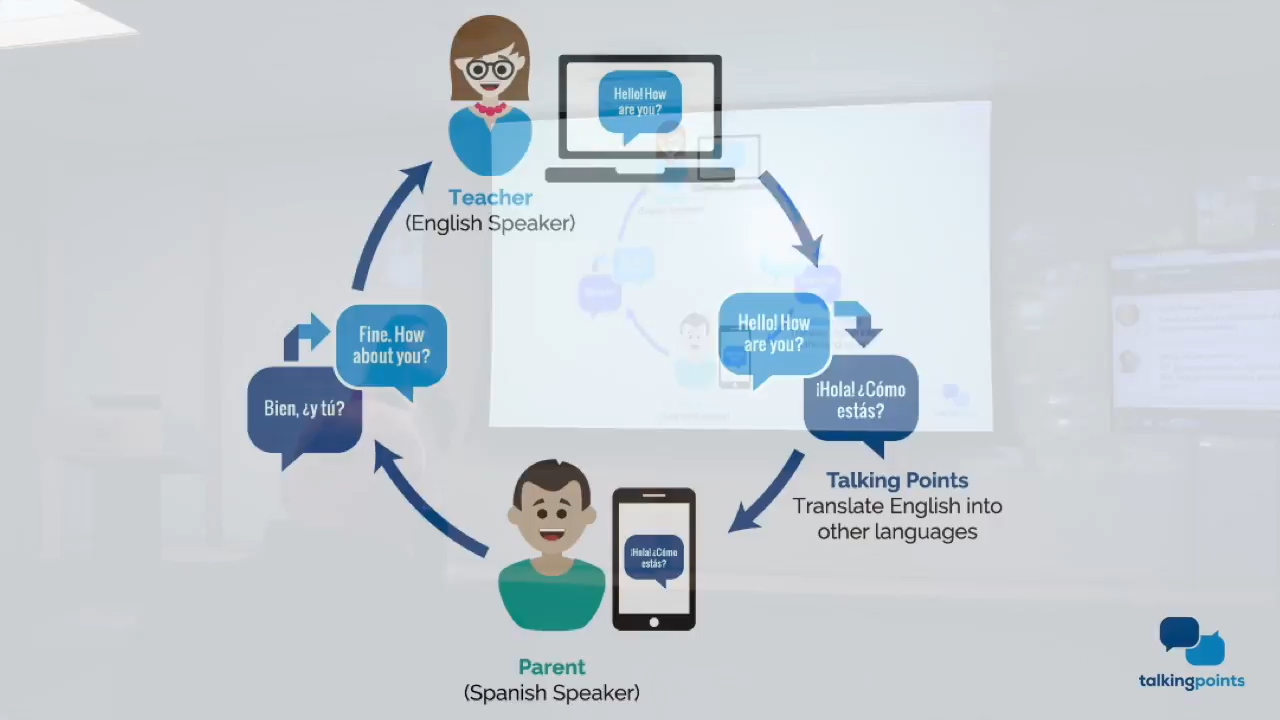 Hello! How
are you?
Teacher
(English Speaker)
Hello! How
are you?
¡Hola! ¿Cómo
estás?
Talking Points
Translate English into
other languages
¡Hola! ¿Cómo
estás?
Parent
(Spanish Speaker)
Bien, ¿y tú?
Fine. How
about you?
talkingpoints